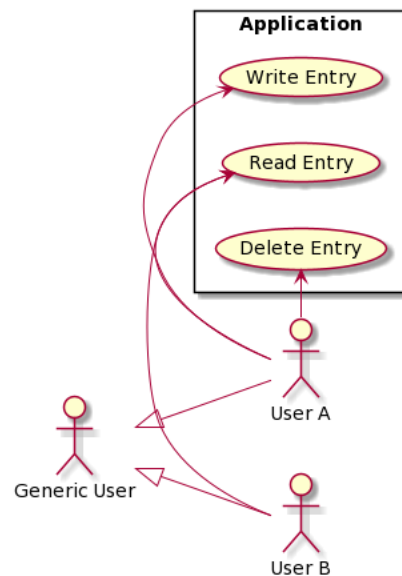 Application
Write Entry
Read Entry
Delete Entry
User A
Generic User
User B